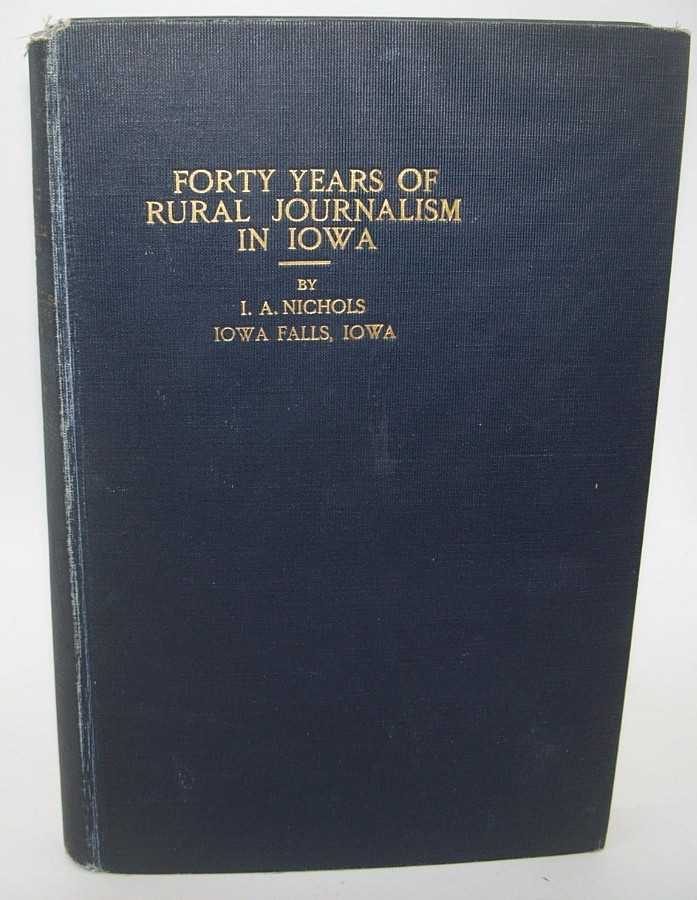 FORTY YEARS OF
RURAL JOURNALISM
IN IOWA
BY
I. A. NICHOLS
IOWA FALLS, IOWA